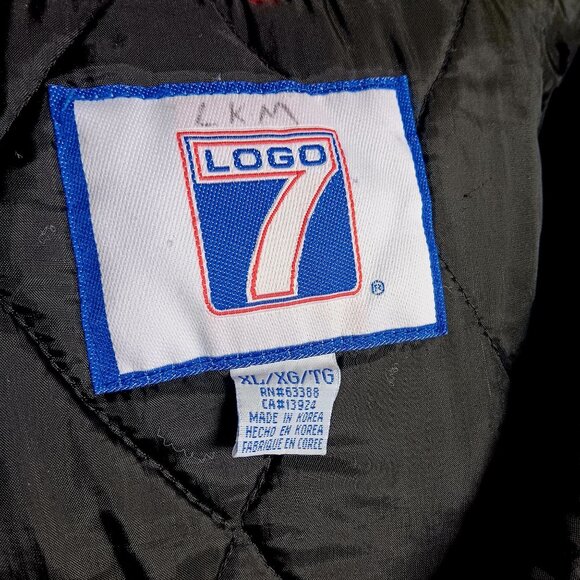 LKM
LOGO
7
®
XL/XG/TG
RN#63388
CA#13924
MADE IN KOREA
HECHO EN KOREA
FABRIQUE EN COREE